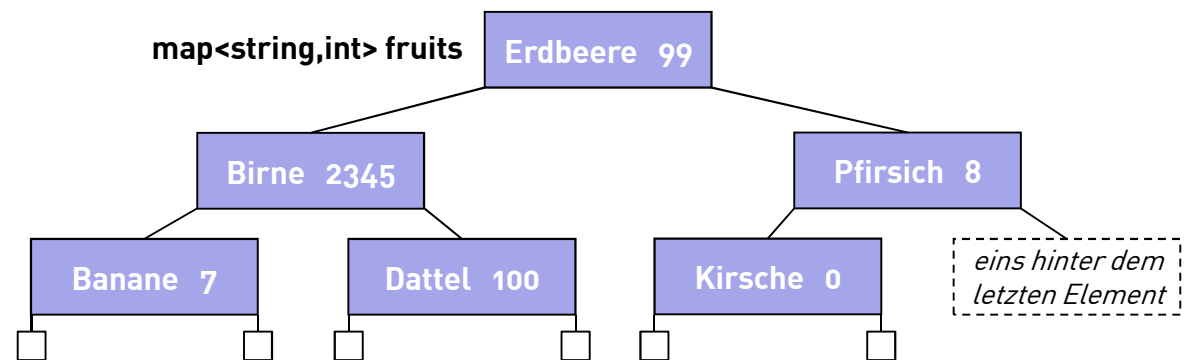 map<string,int> fruits
Erdbeere 99
Birne 2345
Pfirsich 8
Banane 7
Dattel 100
Kirsche 0
eins hinter dem
letzten Element